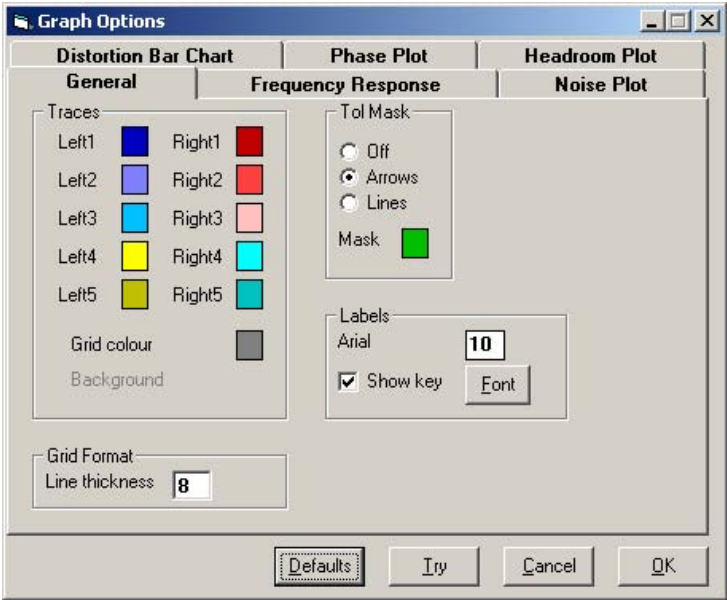 Graph Options
Distortion Bar Chart Phase Plot Headroom Plot
General Frequency Response Noise Plot
Traces
Left1 Right1
Left2 Right2
Left3 Right3
Left4 Right4
Left5 Right5
Grid colour
Background
Tol Mask
Off
Arrows
Lines
Mask
Labels
Arial 10
Show key Font
Grid Format
Line thickness 8
Defaults Try Cancel OK